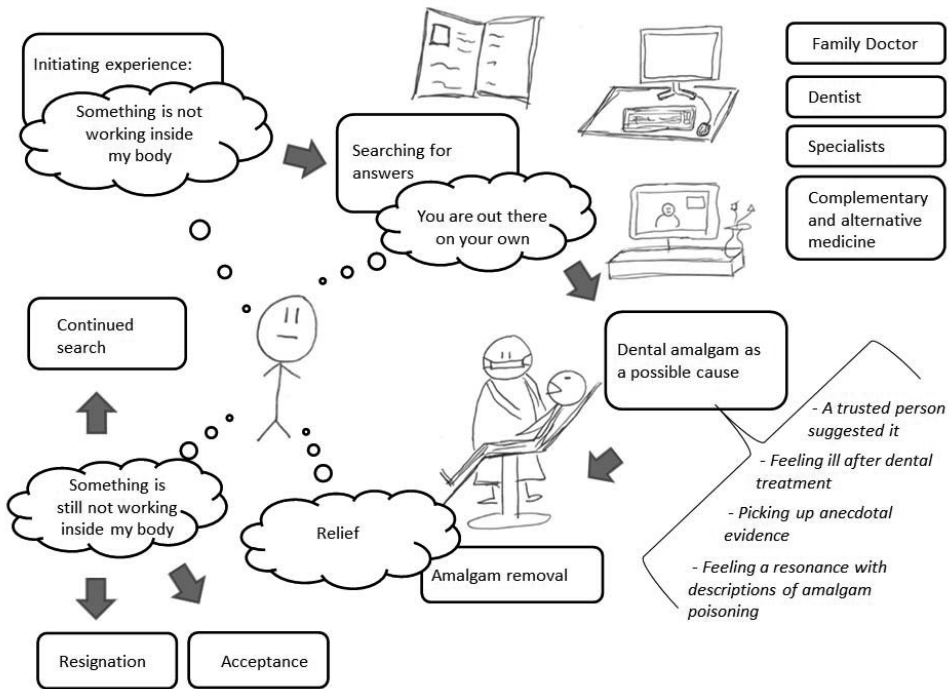 Initiating experience:
Something is not
working inside
my body
Searching for
answers
You are out there
on your own
Family Doctor
Dentist
Specialists
Complementary
and alternative
medicine
Dental amalgam as
a possible cause
- A trusted person
suggested it
- Feeling ill after dental
treatment
- Picking up anecdotal
evidence
- Feeling a resonance with
descriptions of amalgam
poisoning
Amalgam removal
Relief
Something is
still not working
inside my body
Continued
search
Resignation
Acceptance